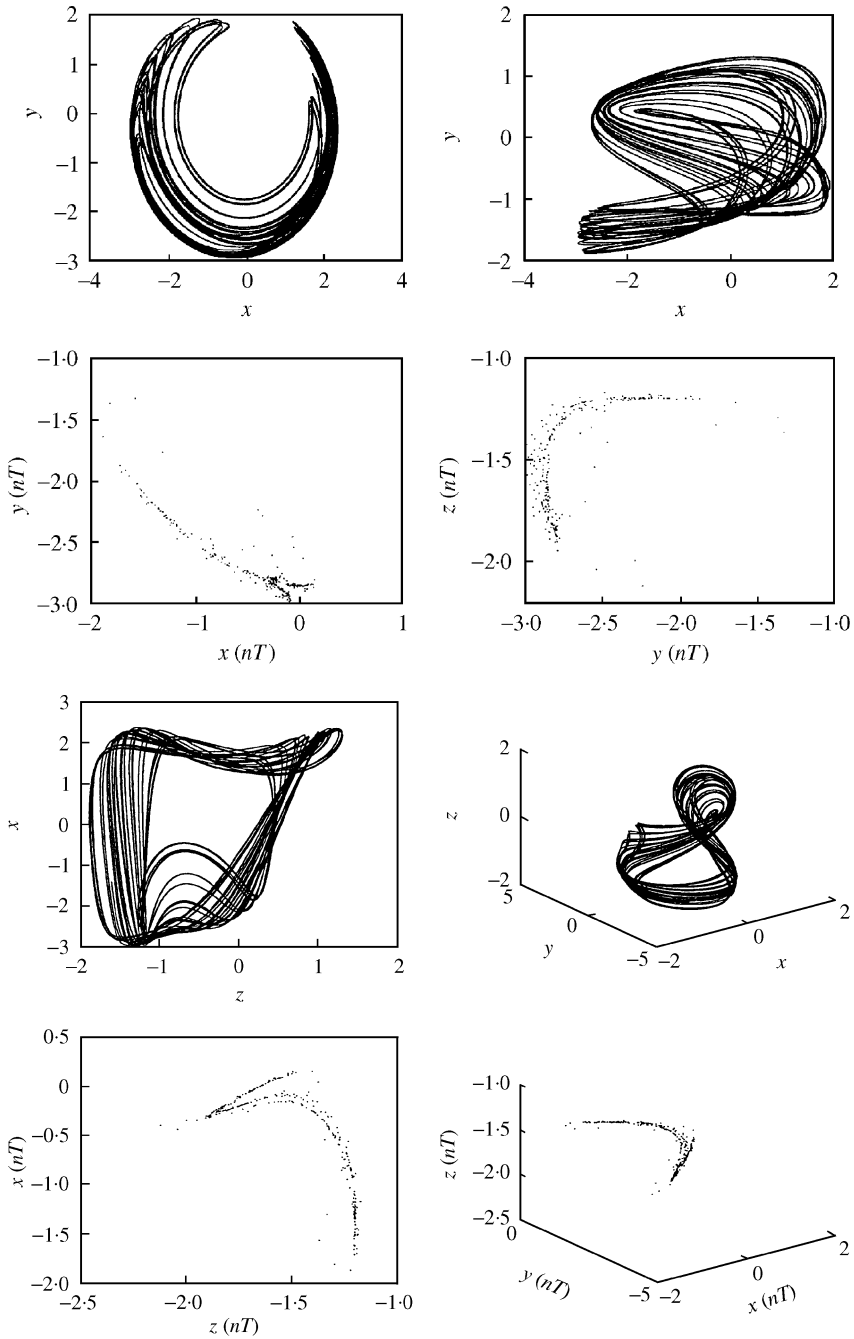 2
1
0
−1
−2
−3
y
−4 −2 0 2 4
x
2
1
0
−1
−2
y
−4 −2 0 2
x
−1·0
−1·5
−2·0
−2·5
−3·0
y (nT)
−2 −1 0 1
x (nT)
−1·0
−1·5
−2·0
z (nT)
−3·0 −2·5 −2·0 −1·5 −1·0
y (nT)
3
2
1
0
−1
−2
−3
x
−2 −1 0 1 2
z
2
0
−2
z
5
0
−5
y
−2
0
2
x
0·5
0
−0·5
−1·0
−1·5
−2·0
x (nT)
−2·5 −2·0 −1·5 −1·0
z (nT)
−1·0
−1·5
−2·0
−2·5
z (nT)
0
−5
y (nT)
−2
0
2
x (nT)